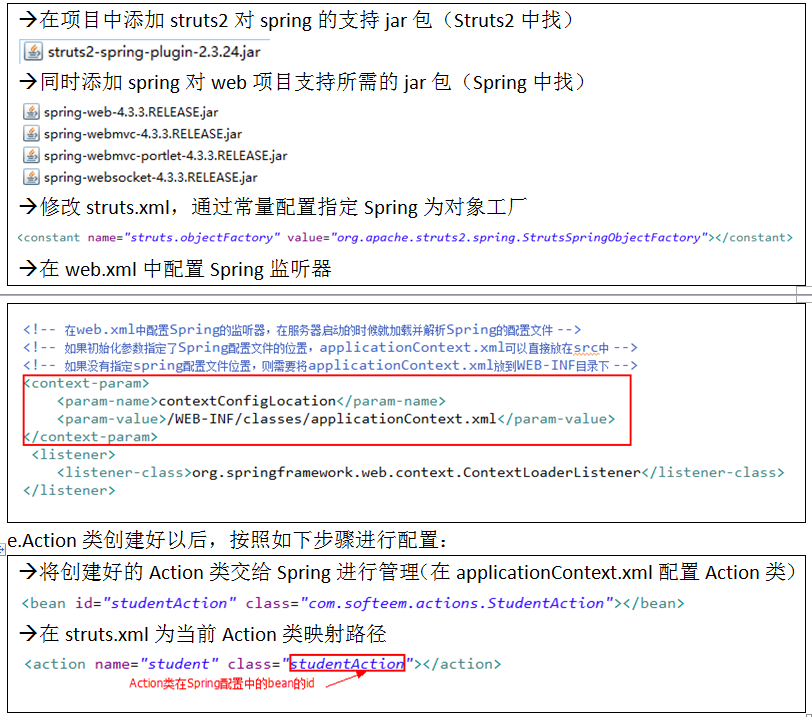 →在项目中添加 struts2 对 spring 的支持 jar 包（Struts2 中找）
struts2-spring-plugin-2.3.24.jar
→同时添加 spring 对 web 项目支持所需的 jar 包（Spring 中找）
spring-web-4.3.3.RELEASE.jar
spring-webmvc-4.3.3.RELEASE.jar
spring-webmvc-portlet-4.3.3.RELEASE.jar
spring-websocket-4.3.3.RELEASE.jar
→修改 struts.xml，通过常量配置指定 Spring 为对象工厂
<constant name="struts.objectFactory" value="org.apache.struts2.spring.StrutsSpringObjectFactory"></constant>
→在 web.xml 中配置 Spring 监听器
<!-- 在web.xml中配置Spring的监听器，在服务器启动的时候就加载并解析Spring的配置文件 -->
<!-- 如果初始化参数指定了Spring配置文件的位置，applicationContext.xml可以直接放在src中 -->
<!-- 如果没有指定spring配置文件位置，则需要将applicationContext.xml放到WEB-INF目录下 -->
<context-param>
<param-name>contextConfigLocation</param-name>
<param-value>/WEB-INF/classes/applicationContext.xml</param-value>
</context-param>
<listener>
<listener-class>org.springframework.web.context.ContextLoaderListener</listener-class>
</listener>
e.Action 类创建好以后，按照如下步骤进行配置：
→将创建好的 Action 类交给 Spring 进行管理（在 applicationContext.xml 配置 Action 类）
<bean id="studentAction" class="com.softeem.actions.StudentAction"></bean>
→在 struts.xml 为当前 Action 类映射路径
<action name="student" class="studentAction"></action>
Action类在Spring配置中的bean的id